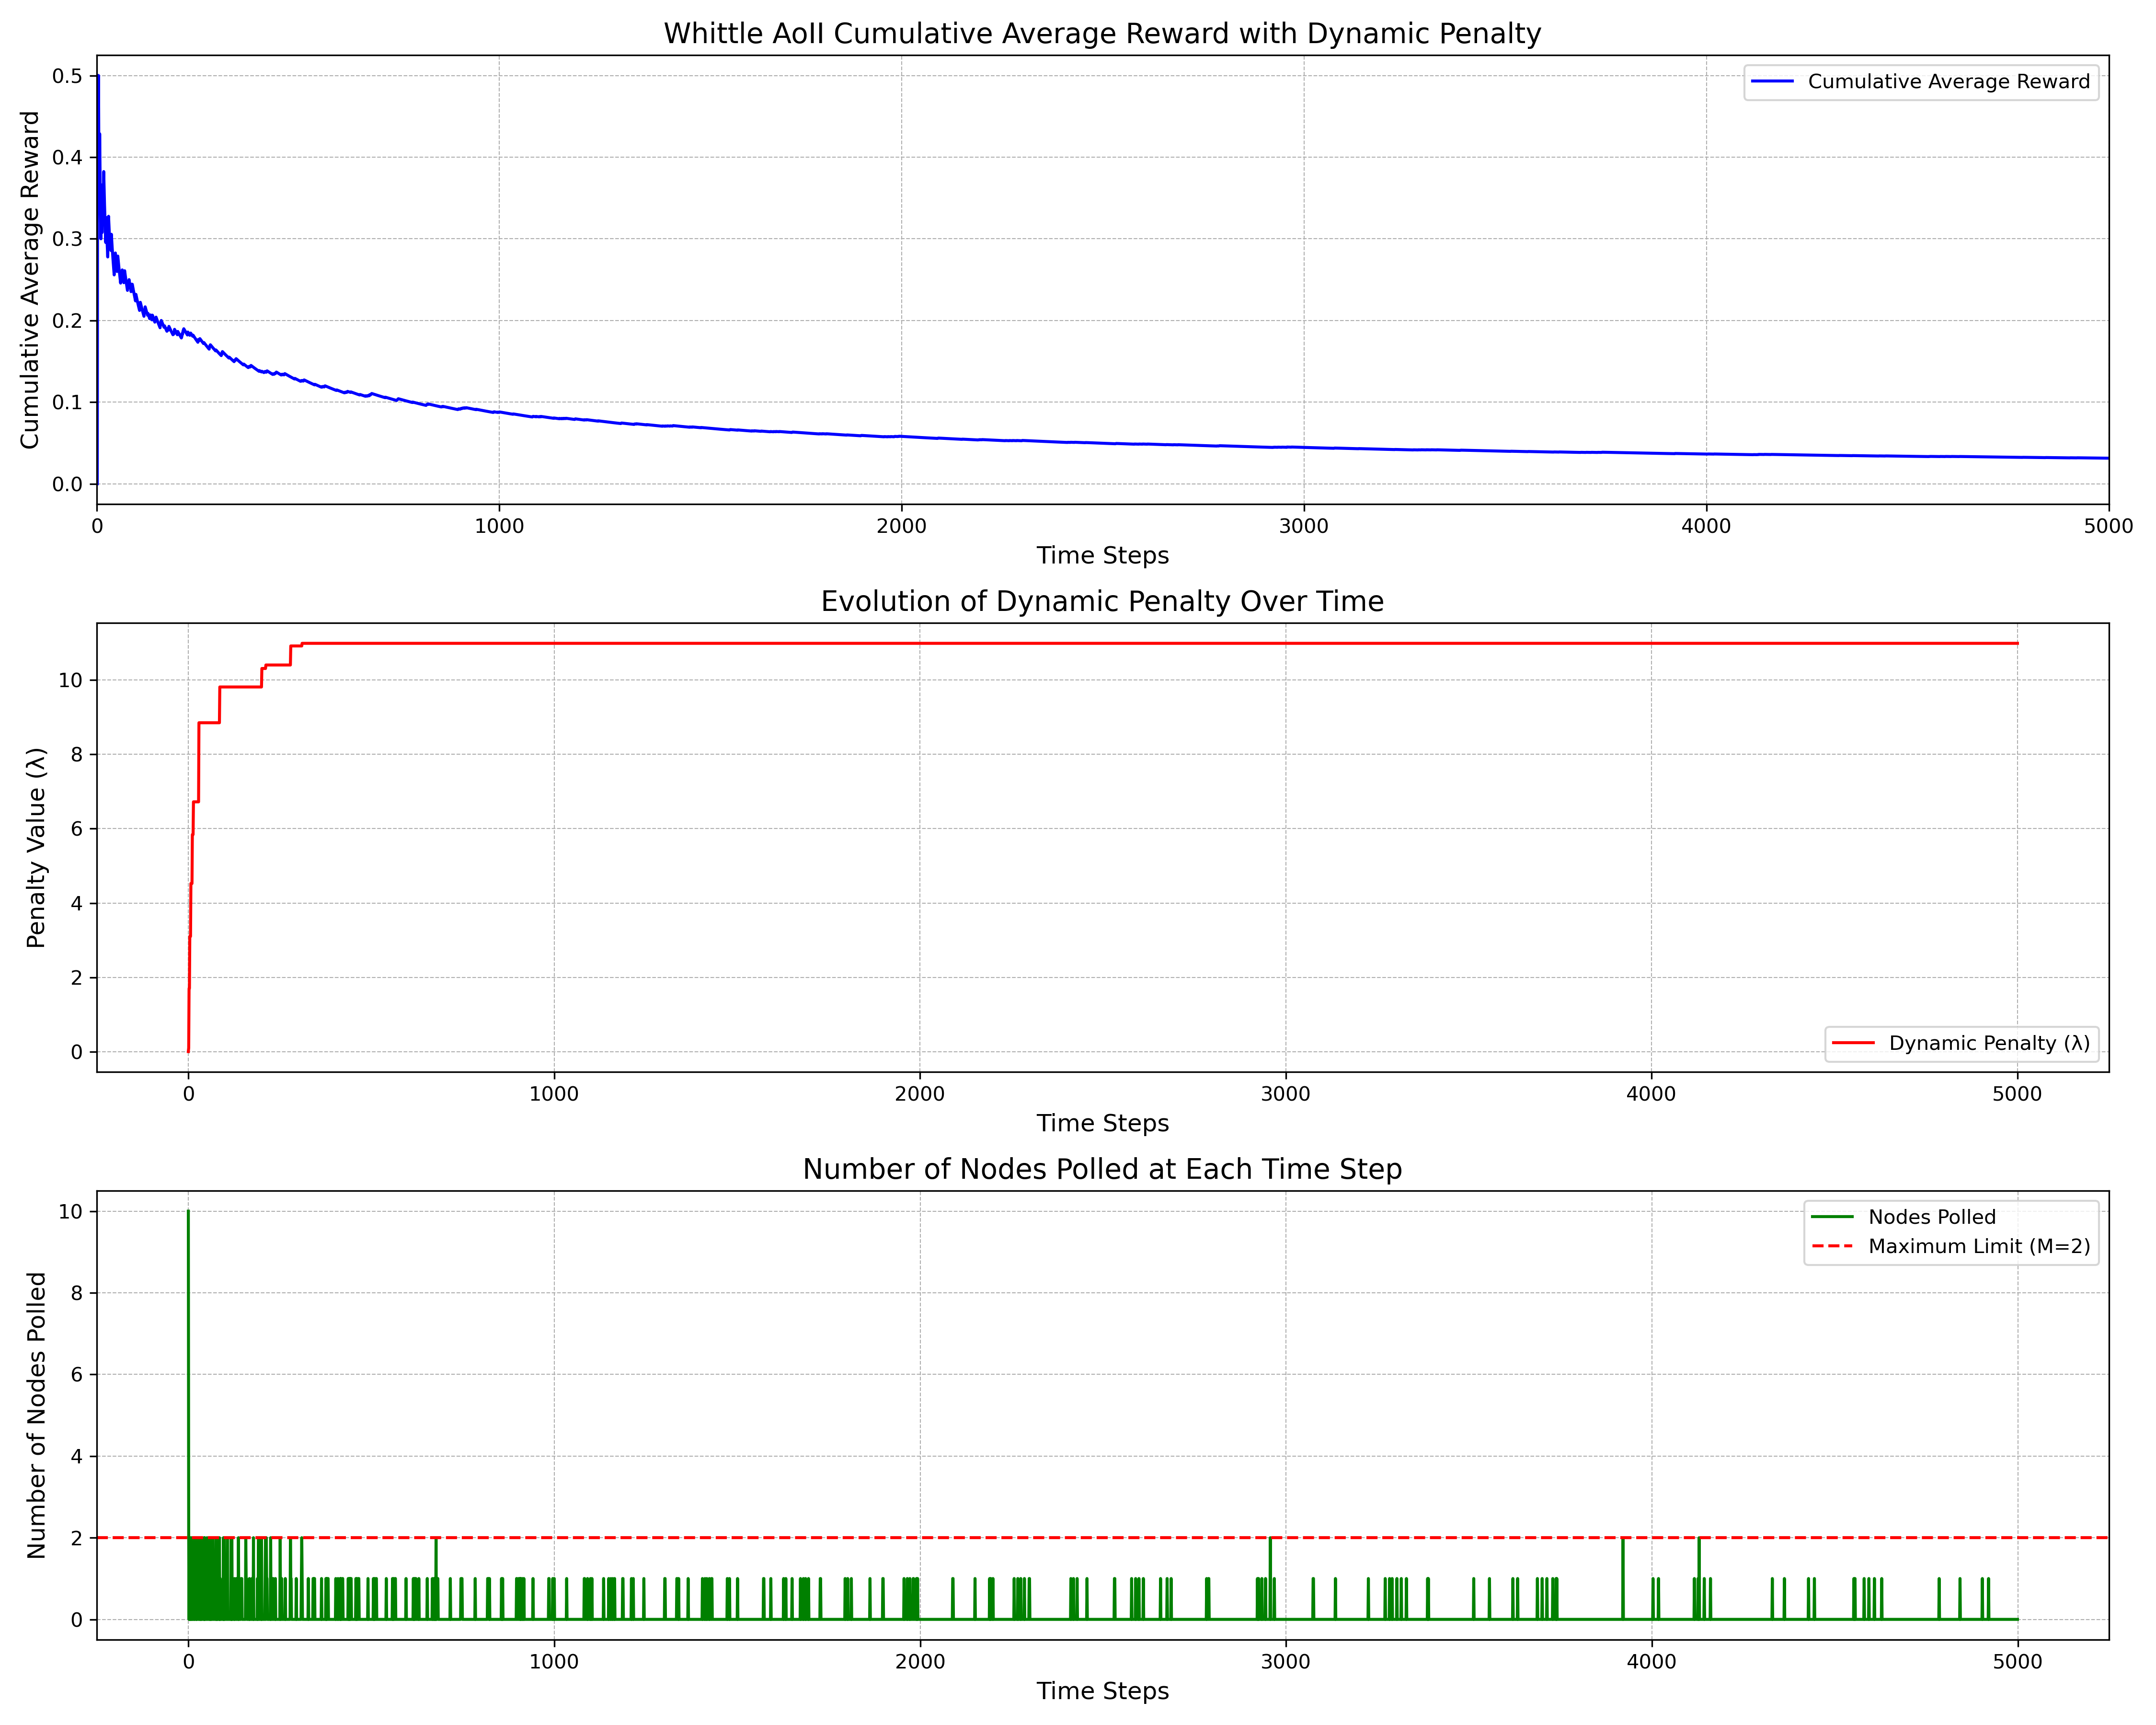 Whittle AoII Cumulative Average Reward with Dynamic Penalty
Cumulative Average Reward
0.5
0.4
0.3
0.2
0.1
0.0
Cumulative Average Reward
0 1000 2000 3000 4000 5000
Time Steps
Evolution of Dynamic Penalty Over Time
Penalty Value (λ)
10
8
6
4
2
0
Dynamic Penalty (λ)
0 1000 2000 3000 4000 5000
Time Steps
Number of Nodes Polled at Each Time Step
Number of Nodes Polled
10
8
6
4
2
0
Nodes Polled
Maximum Limit (M=2)
0 1000 2000 3000 4000 5000
Time Steps